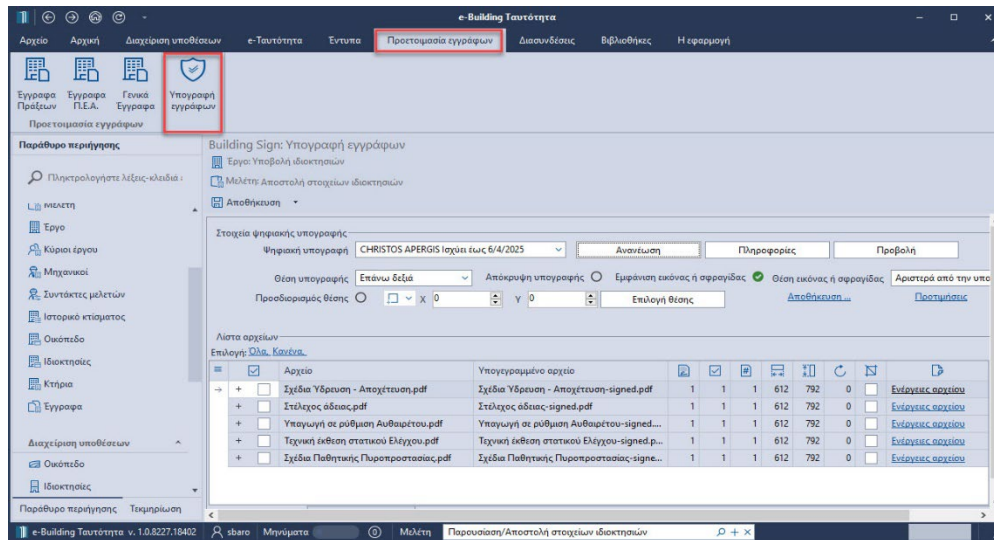 e-Building Ταυτότητα
Αρχείο Αρχική Διαχείριση υποθέσεων e-Ταυτότητα Έντυπα Προετοιμασία εγγράφων Διασυνδέσεις Βιβλιοθήκες Η εφαρμογή
Έγγραφα Πράξεων
Έγγραφα Π.Ε.Α.
Γενικά Έγγραφα
Υπογραφή εγγράφων
Προετοιμασία εγγράφων
Παράθυρο περιήγησης
Πληκτρολογήστε λέξεις-κλειδιά
Μελέτη
Έργο
Κύριοι έργου
Μηχανικοί
Συντάκτες μελετών
Ιστορικό κτίσματος
Οικόπεδο
Ιδιοκτησίες
Κτήρια
Έγγραφα
Διαχείριση υποθέσεων
Οικόπεδο
Ιδιοκτησίες
Παράθυρο περιήγησης Τεκμηρίωση
Building Sign: Υπογραφή εγγράφων
Έργο: Υποβολή ιδιοκτησιών
Μελέτη: Αποστολή στοιχείων ιδιοκτησιών
Αποθήκευση
Στοιχεία ψηφιακής υπογραφής
Ψηφιακή υπογραφή CHRISTOS APERGIS Ισχύει έως 6/4/2025 Ανανέωση Πληροφορίες Προβολή
Θέση υπογραφής Επάνω δεξιά Απόκρυψη υπογραφής Εμφάνιση εικόνας ή σφραγίδας Θέση εικόνας ή σφραγίδας Αριστερά από την υπο
Προσδιορισμός θέσης X 0 Y 0 Επιλογή θέσης Αποθήκευση ... Προτιμήσεις
Λίστα αρχείων
Επιλογή: Όλα, Κανένα,
Αρχείο Υπογεγραμμένο αρχείο #
→ + Σχέδια Ύδρευση - Αποχέτευση.pdf Σχέδια Ύδρευση - Αποχέτευση-signed.pdf 1 1 1 612 792 0 Ενέργειες αρχείου
+ Στέλεχος άδειας.pdf Στέλεχος άδειας-signed.pdf 1 1 1 612 792 0 Ενέργειες αρχείου
+ Υπαγωγή σε ρύθμιση Αυθαιρέτου.pdf Υπαγωγή σε ρύθμιση Αυθαιρέτου-signed.... 1 1 1 612 792 0 Ενέργειες αρχείου
+ Τεχνική έκθεση στατικού Ελέγχου.pdf Τεχνική έκθεση στατικού Ελέγχου-signed.p... 1 1 1 612 792 0 Ενέργειες αρχείου
+ Σχέδια Παθητικής Πυροπροστασίας.pdf Σχέδια Παθητικής Πυροπροστασίας-signe... 1 1 1 612 792 0 Ενέργειες αρχείου
e-Building Ταυτότητα v. 1.0.8227.18402 sbaro Μηνύματα 0 Μελέτη Παρουσίαση/Αποστολή στοιχείων ιδιοκτησιών